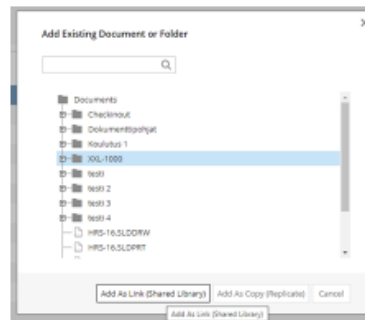 Add Existing Document or Folder
Documents
Checkinout
Dokumenttipohjat
Koulutus 1
XXL-1000
testi
testi 2
testi 3
testi 4
HRS-16.SLDDRW
HRS-16.SLDPRT
Add As Link (Shared Library)
Add As Copy (Replicate)
Cancel
Add As Link (Shared Library)